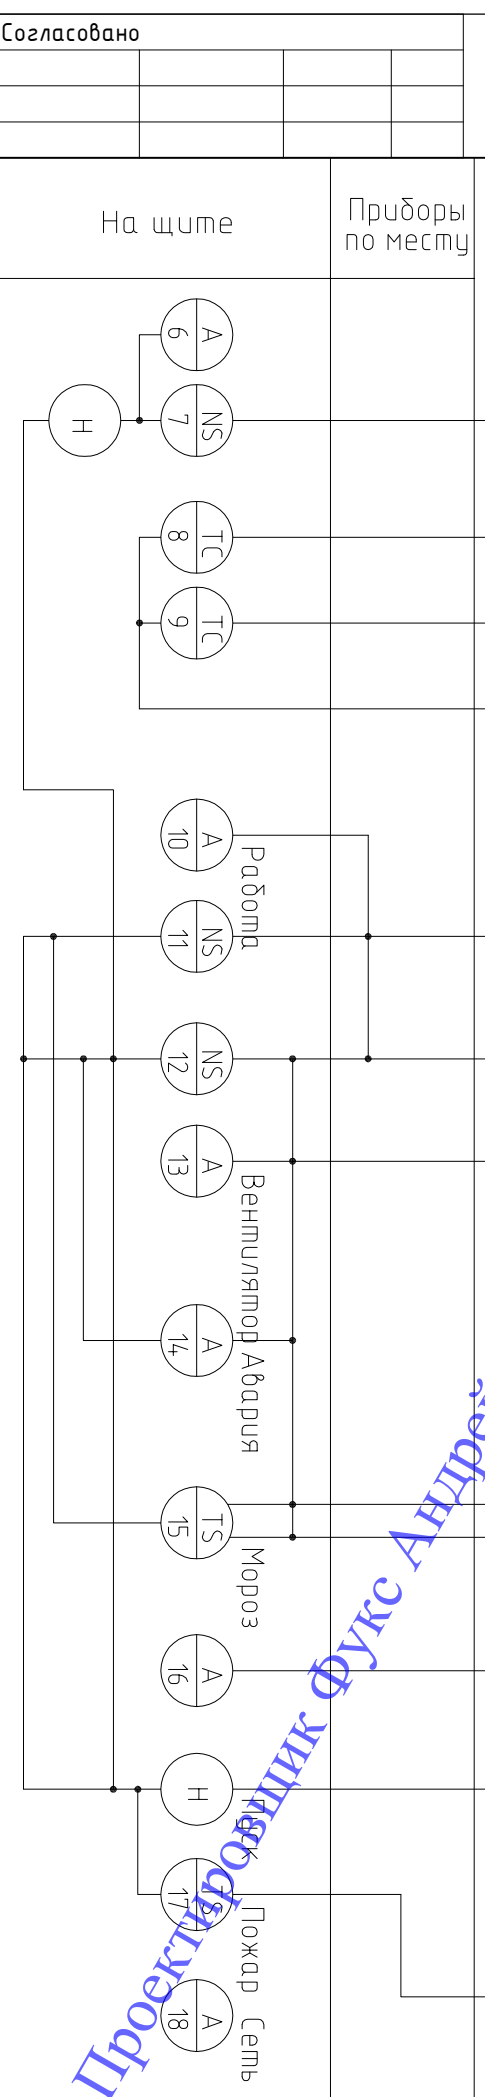 Согласовано
На щите
Приборы
по месту
A
6
H
NS
7
TC
8
TC
9
A
10
Работа
NS
11
NS
12
A
13
Вентилятор Авария
A
14
TS
15
Мороз
A
16
H
Пуск
TS
17
Пожар
A
18
Сеть
Проектировщик Фукс Андрей